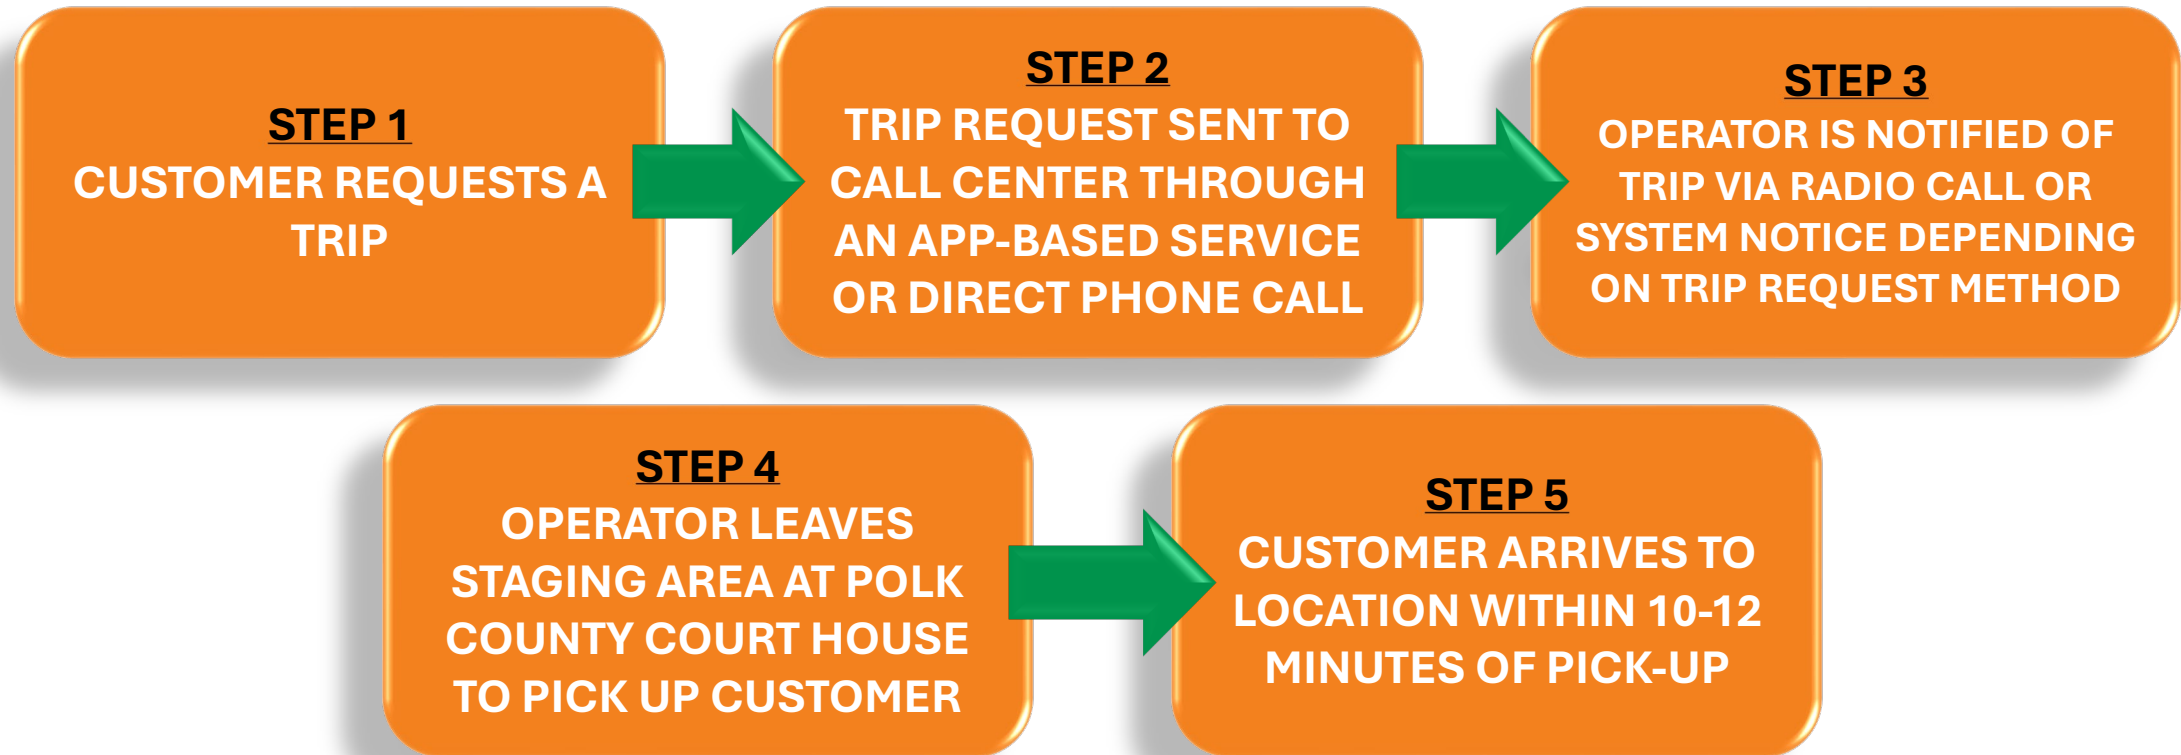 STEP 1
CUSTOMER REQUESTS A
TRIP
STEP 2
TRIP REQUEST SENT TO
CALL CENTER THROUGH
AN APP-BASED SERVICE
OR DIRECT PHONE CALL
STEP 3
OPERATOR IS NOTIFIED OF
TRIP VIA RADIO CALL OR
SYSTEM NOTICE DEPENDING
ON TRIP REQUEST METHOD
STEP 4
OPERATOR LEAVES
STAGING AREA AT POLK
COUNTY COURT HOUSE
TO PICK UP CUSTOMER
STEP 5
CUSTOMER ARRIVES TO
LOCATION WITHIN 10-12
MINUTES OF PICK-UP